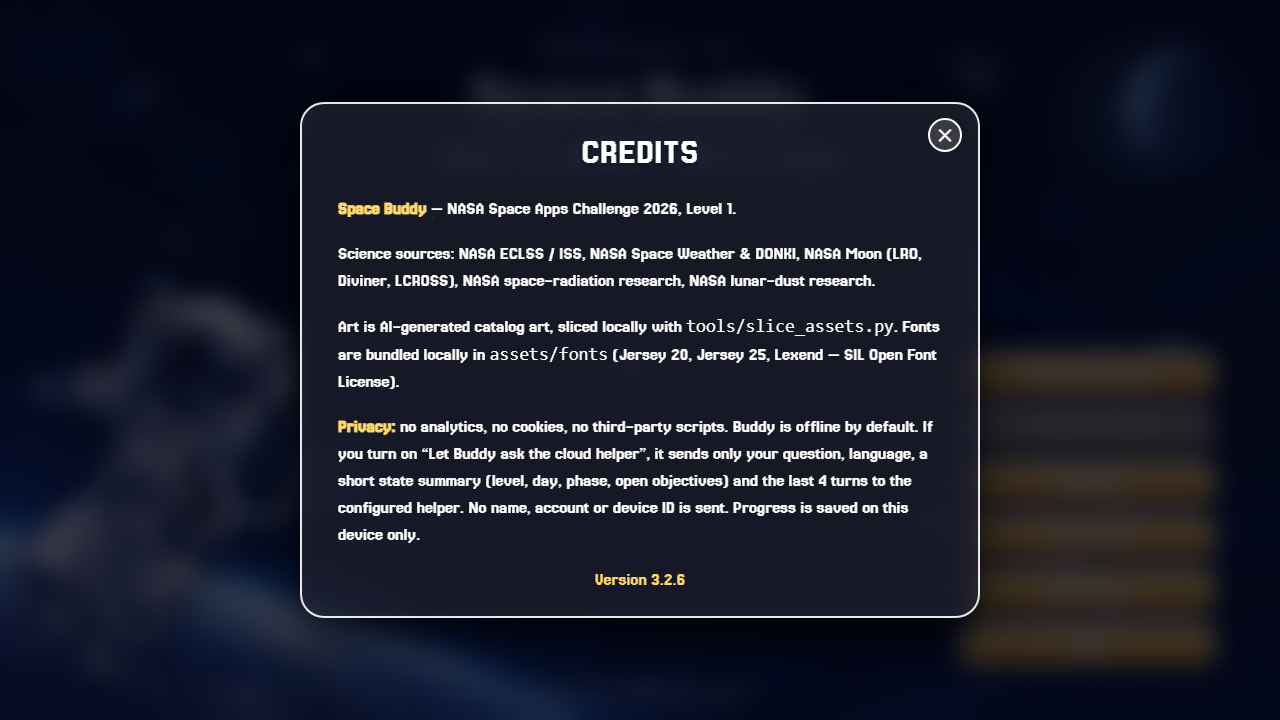 CREDITS
Space Buddy — NASA Space Apps Challenge 2026, Level 1.
Science sources: NASA ECLSS / ISS, NASA Space Weather & DONKI, NASA Moon (LRO,
Diviner, LCROSS), NASA space-radiation research, NASA lunar-dust research.
Art is AI-generated catalog art, sliced locally with tools/slice_assets.py. Fonts
are bundled locally in assets/fonts (Jersey 20, Jersey 25, Lexend — SIL Open Font
License).
Privacy: no analytics, no cookies, no third-party scripts. Buddy is offline by default. If
you turn on “Let Buddy ask the cloud helper”, it sends only your question, language, a
short state summary (level, day, phase, open objectives) and the last 4 turns to the
configured helper. No name, account or device ID is sent. Progress is saved on this
device only.
Version 3.2.6